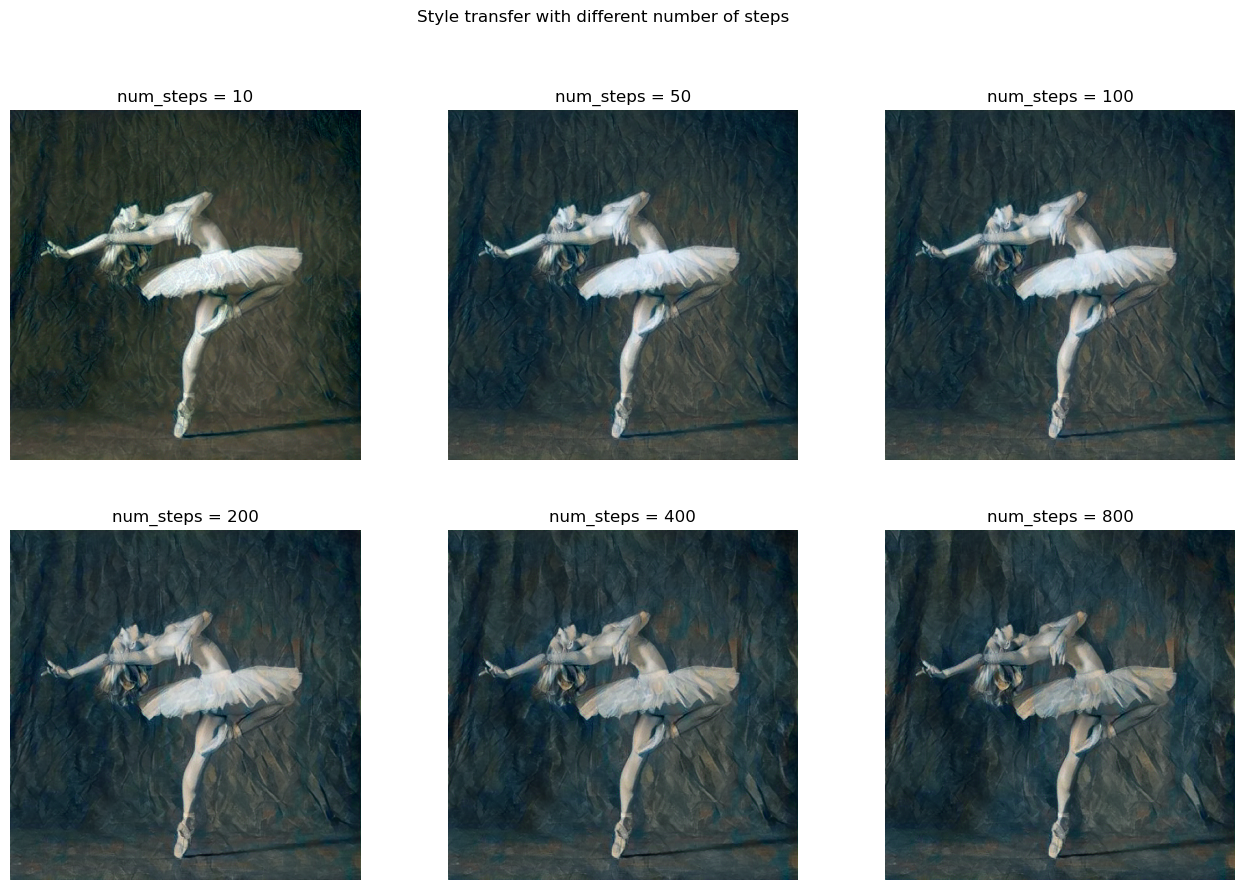 Style transfer with different number of steps
num_steps = 10
num_steps = 50
num_steps = 100
num_steps = 200
num_steps = 400
num_steps = 800